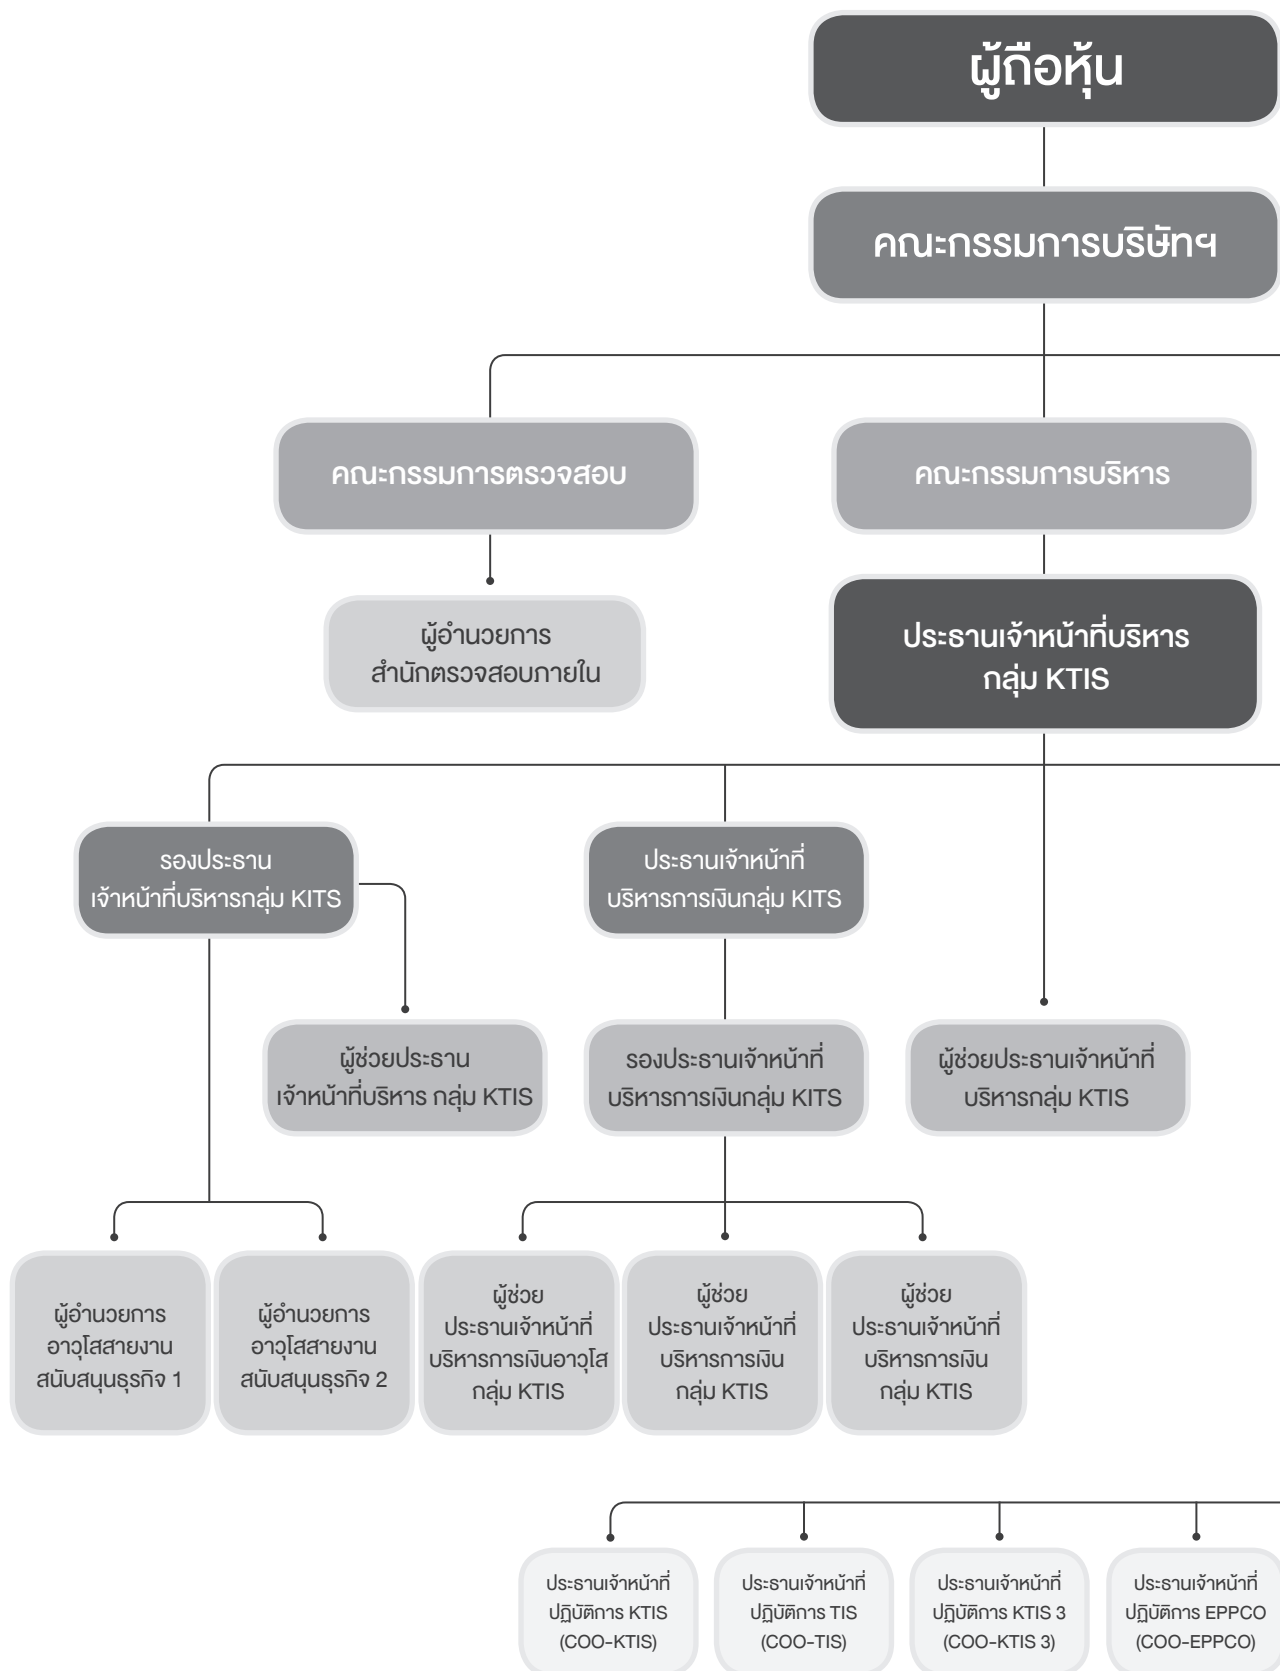 ผู้ถือหุ้น
คณะกรรมการบริษัทฯ
คณะกรรมการตรวจสอบ
คณะกรรมการบริหาร
ผู้อำนวยการ
สำนักตรวจสอบภายใน
ประธานเจ้าหน้าที่บริหาร
กลุ่ม KTIS
รองประธาน
เจ้าหน้าที่บริหารกลุ่ม KITS
ประธานเจ้าหน้าที่
บริหารการเงินกลุ่ม KITS
ผู้ช่วยประธาน
เจ้าหน้าที่บริหาร กลุ่ม KTIS
รองประธานเจ้าหน้าที่
บริหารการเงินกลุ่ม KITS
ผู้ช่วยประธานเจ้าหน้าที่
บริหารกลุ่ม KTIS
ผู้อำนวยการ
อาวุโสสายงาน
สนับสนุนธุรกิจ 1
ผู้อำนวยการ
อาวุโสสายงาน
สนับสนุนธุรกิจ 2
ผู้ช่วย
ประธานเจ้าหน้าที่
บริหารการเงินอาวุโส
กลุ่ม KTIS
ผู้ช่วย
ประธานเจ้าหน้าที่
บริหารการเงิน
กลุ่ม KTIS
ผู้ช่วย
ประธานเจ้าหน้าที่
บริหารการเงิน
กลุ่ม KTIS
ประธานเจ้าหน้าที่
ปฏิบัติการ KTIS
(COO-KTIS)
ประธานเจ้าหน้าที่
ปฏิบัติการ TIS
(COO-TIS)
ประธานเจ้าหน้าที่
ปฏิบัติการ KTIS 3
(COO-KTIS 3)
ประธานเจ้าหน้าที่
ปฏิบัติการ EPPCO
(COO-EPPCO)